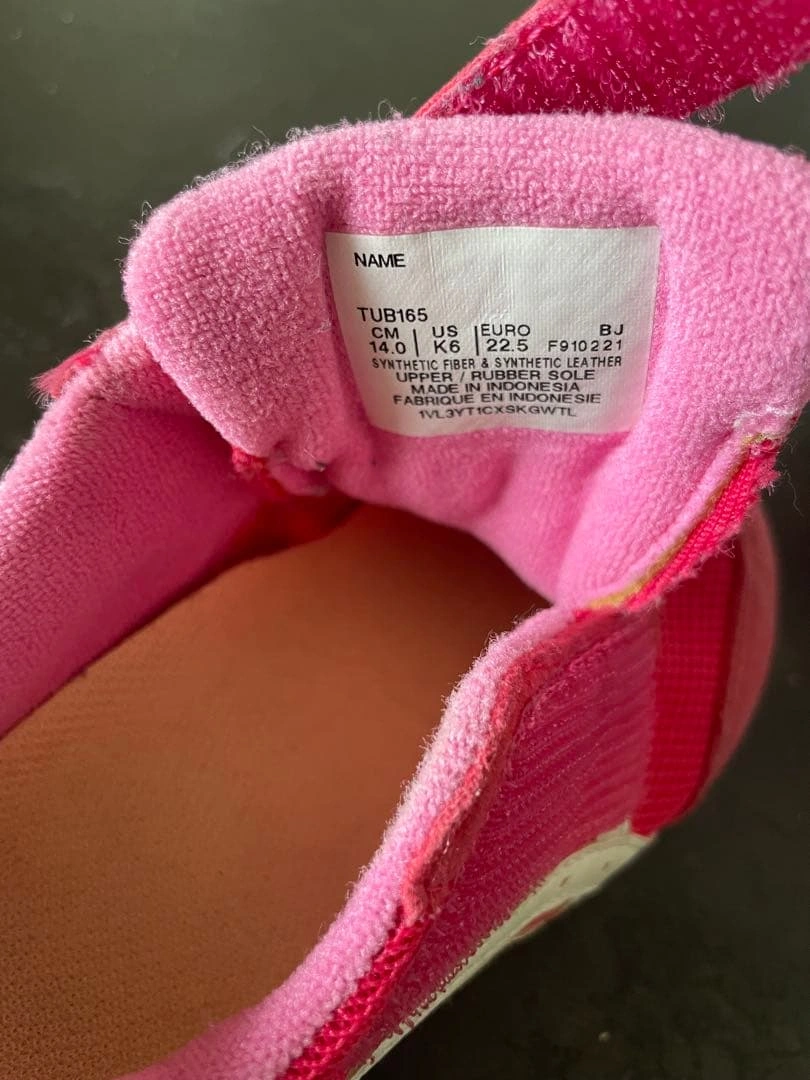 NAME
TUB165
CM US EURO BJ
14.0 K6 22.5 F910221
SYNTHETIC FIBER & SYNTHETIC LEATHER
UPPER / RUBBER SOLE
MADE IN INDONESIA
FABRIQUE EN INDONESIE
1VL3YT1CXSKGWTL